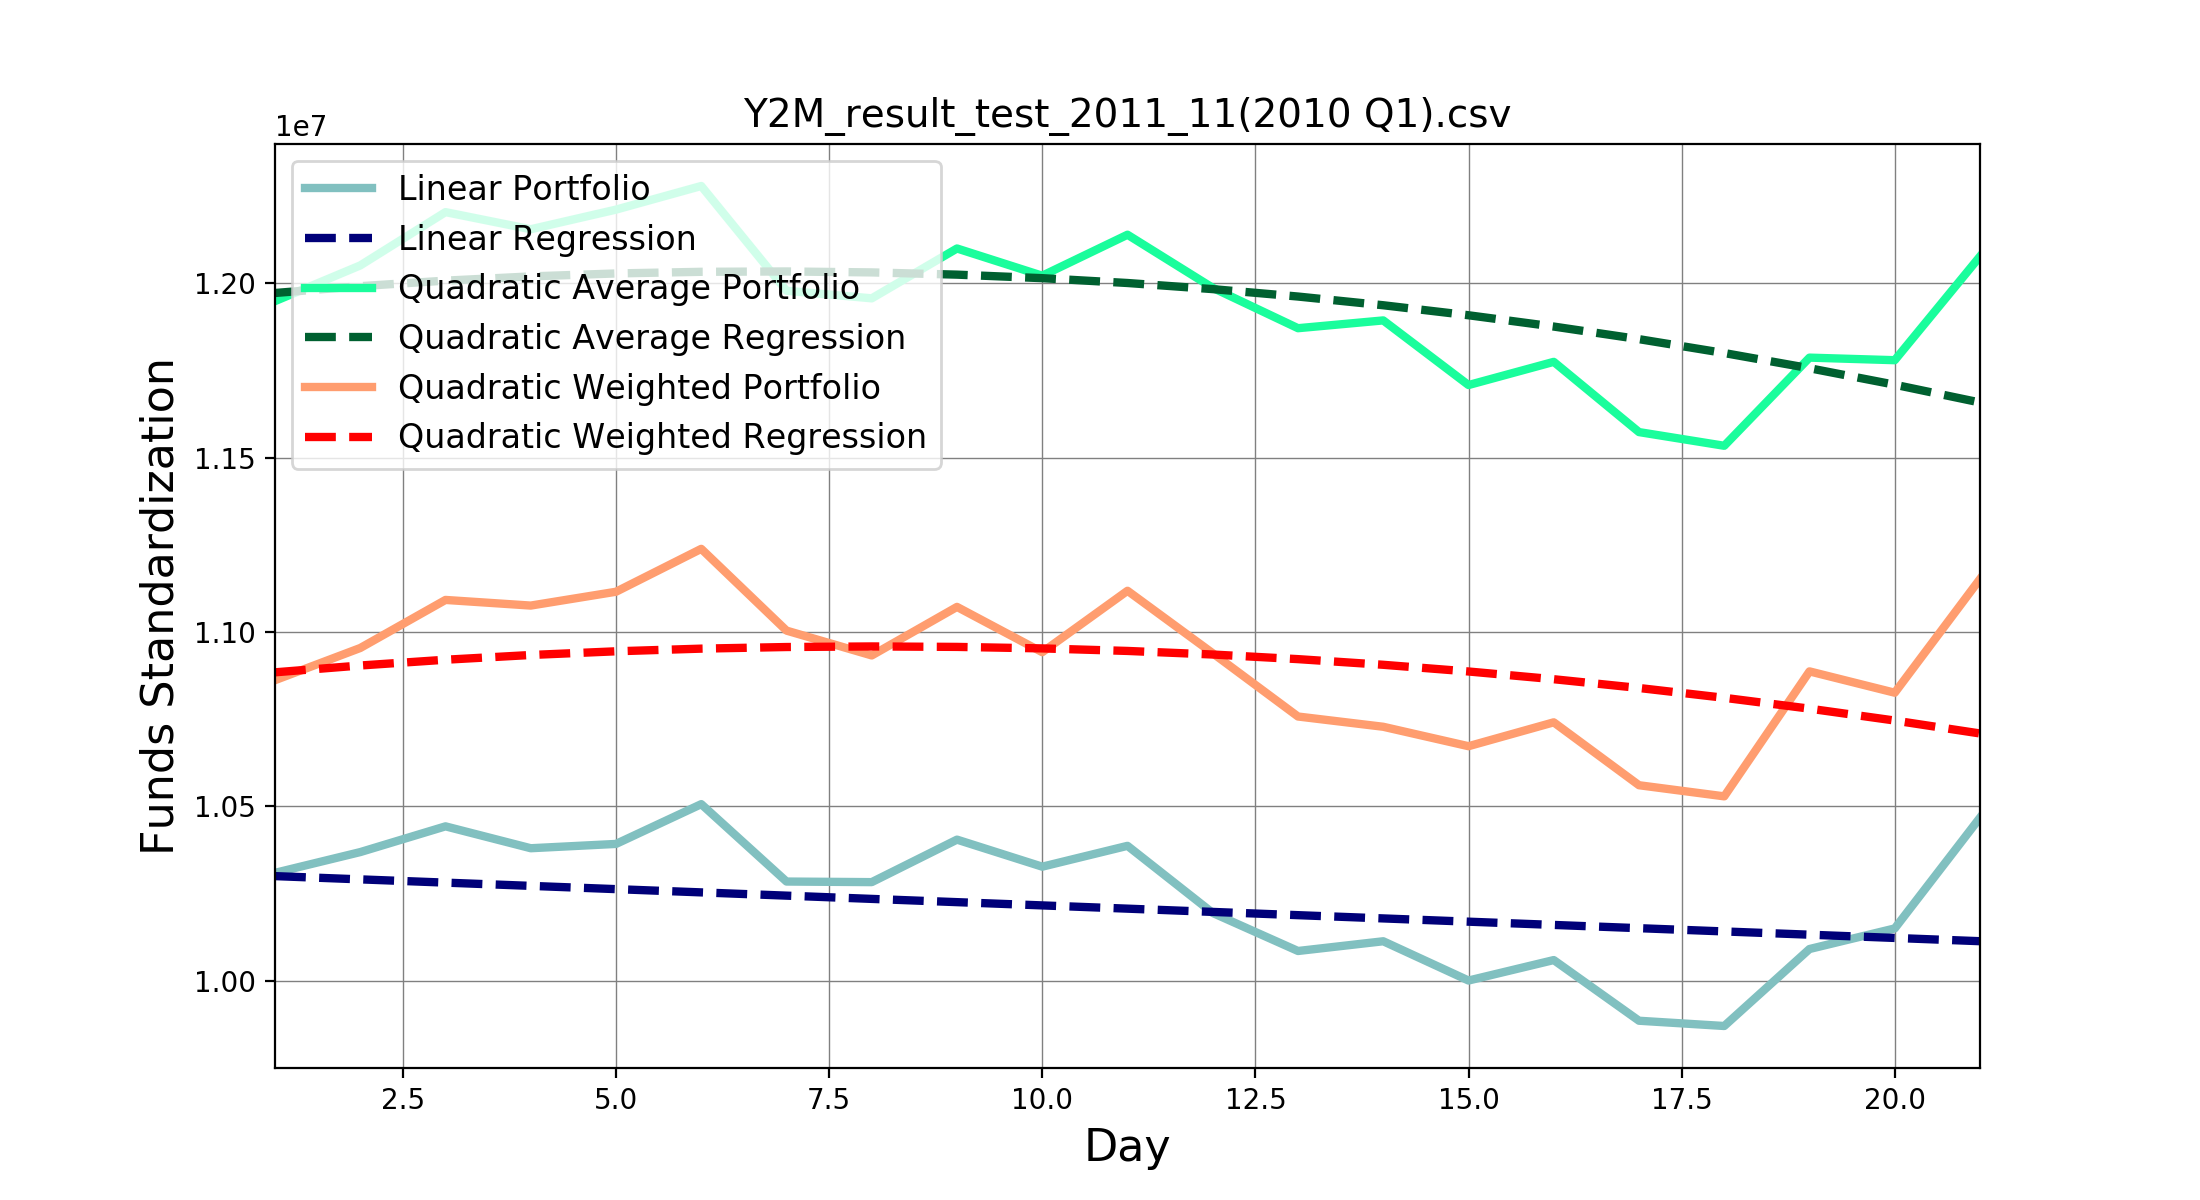 Y2M_result_test_2011_11(2010 Q1).csv
1e7
Linear Portfolio
Linear Regression
Quadratic Average Portfolio
Quadratic Average Regression
Quadratic Weighted Portfolio
Quadratic Weighted Regression
Funds Standardization
1.20
1.15
1.10
1.05
1.00
2.5 5.0 7.5 10.0 12.5 15.0 17.5 20.0
Day